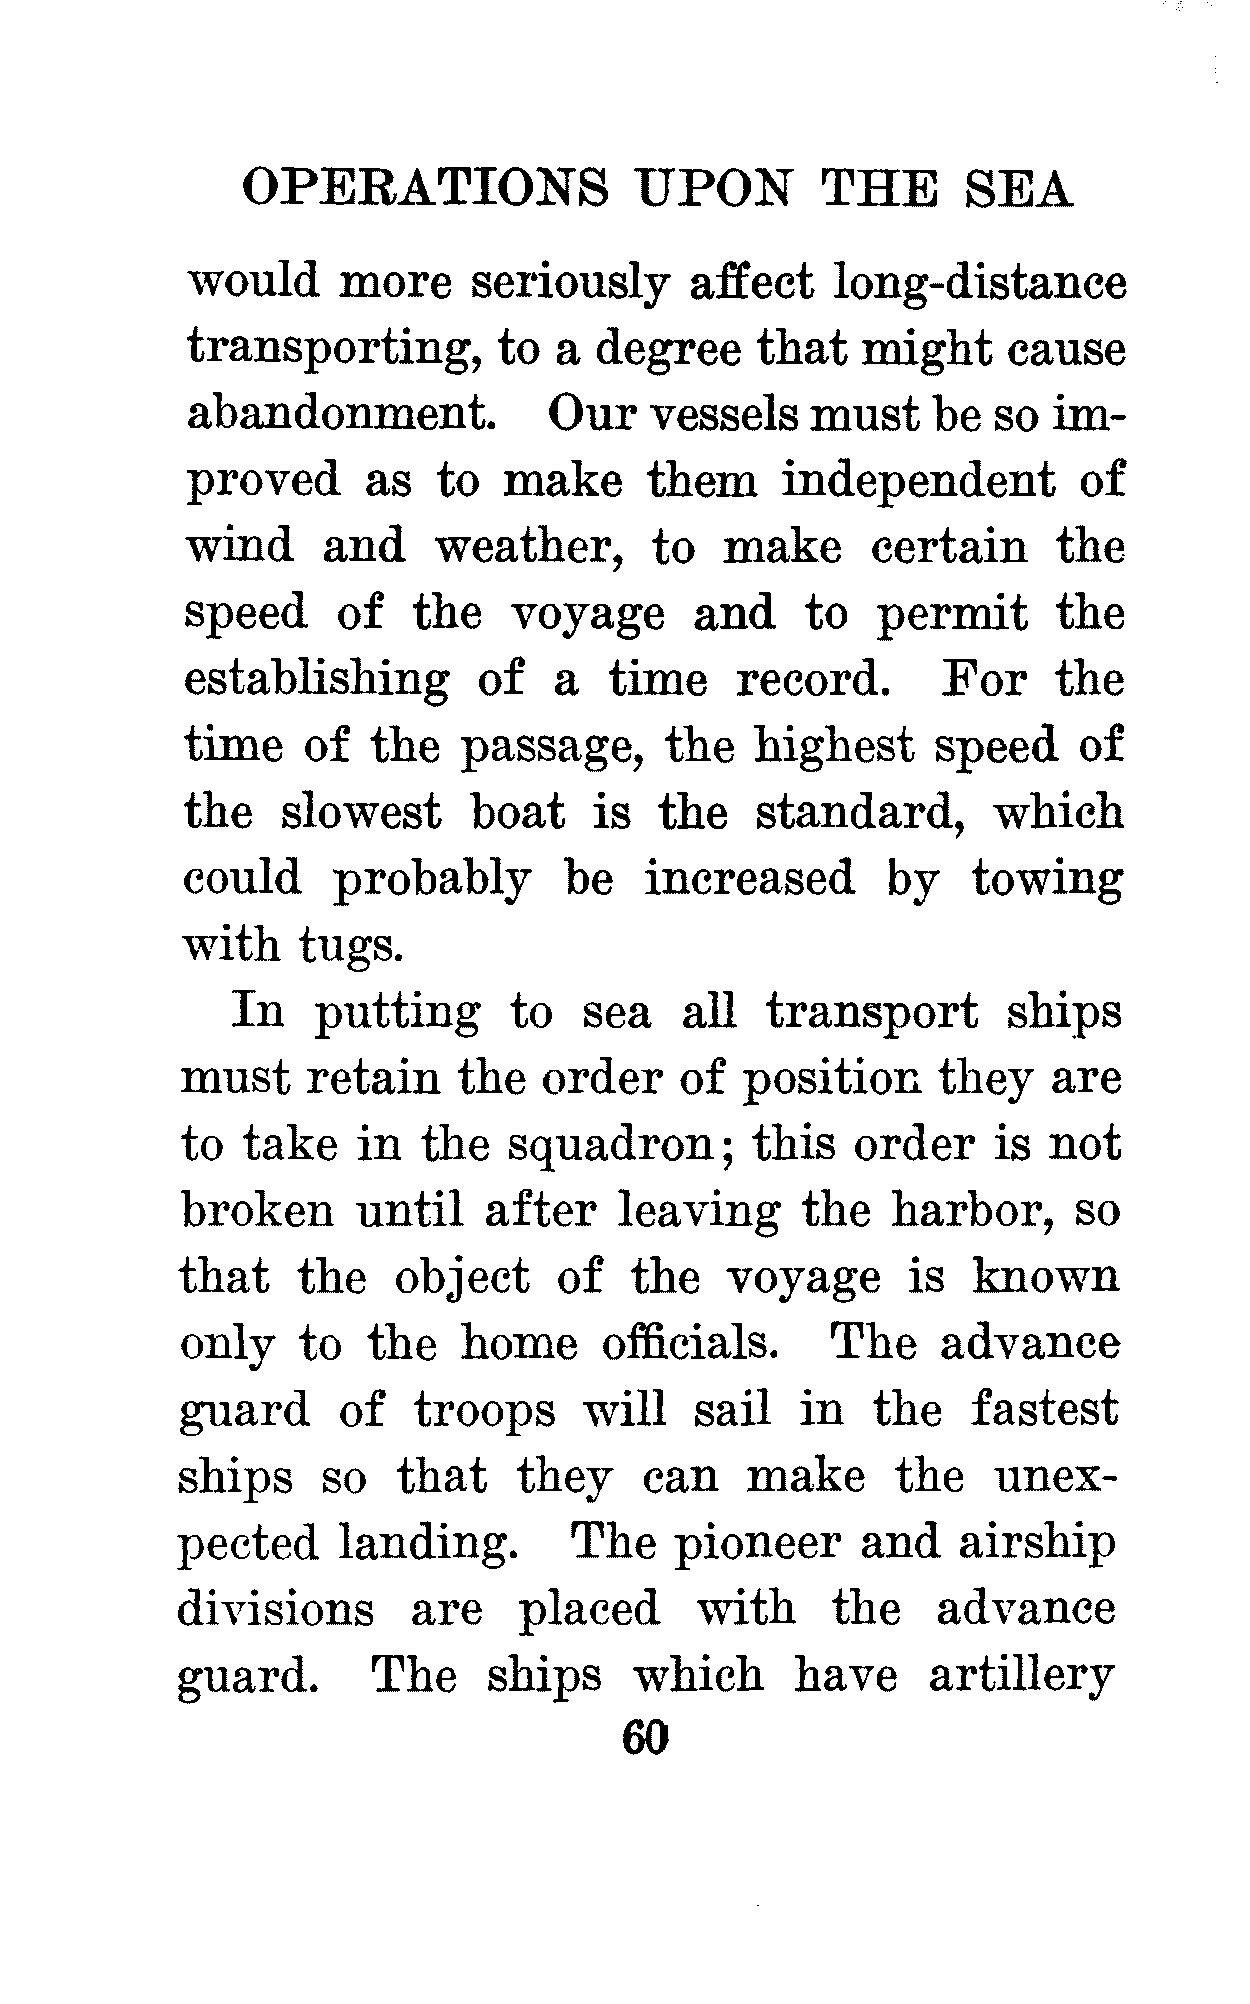 OPERATIONS UPON THE SEA
would more seriously affect long-distance
transporting, to a degree that might cause
abandonment. Our vessels must be so im-
proved as to make them independent of
wind and weather, to make certain the
speed of the voyage and to permit the
establishing of a time record. For the
time of the passage, the highest speed of
the slowest boat is the standard, which
could probably be increased by towing
with tugs.
In putting to sea all transport ships
must retain the order of position they are
to take in the squadron; this order is not
broken until after leaving the harbor, so
that the object of the voyage is known
only to the home officials. The advance
guard of troops will sail in the fastest
ships so that they can make the unex-
pected landing. The pioneer and airship
divisions are placed with the advance
guard. The ships which have artillery
60